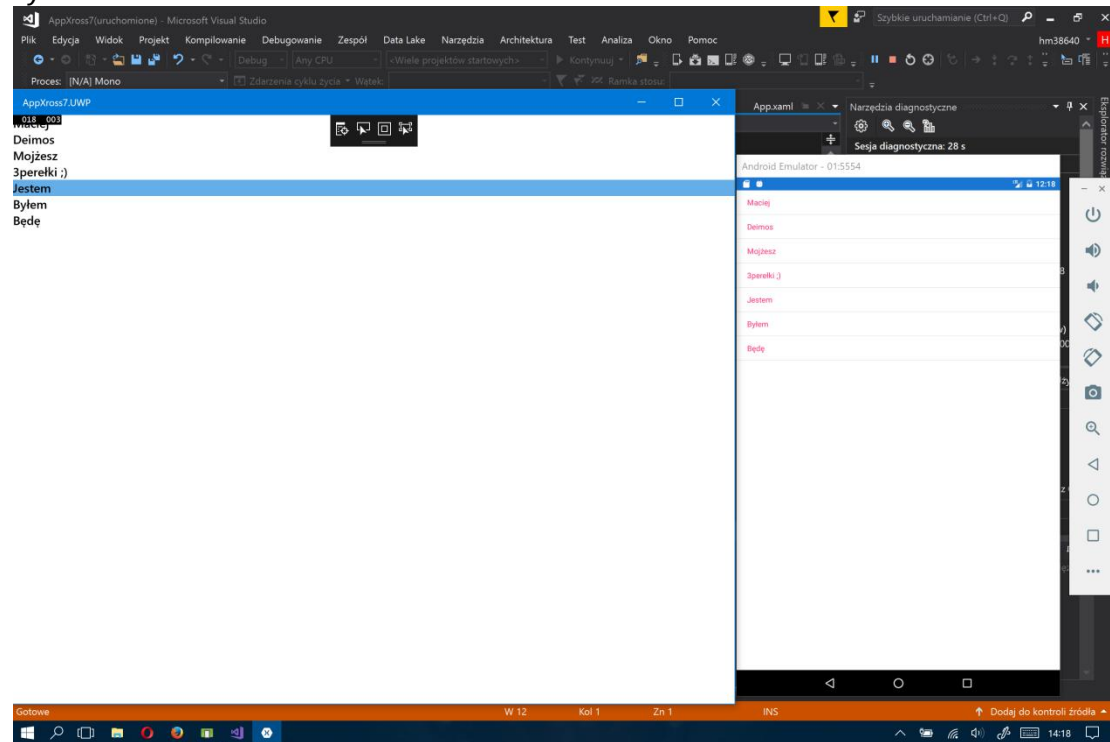 AppXross7(uruchomione) - Microsoft Visual Studio
Szybkie uruchamianie (Ctrl+Q)
Plik Edycja Widok Projekt Kompilowanie Debugowanie Zespół Data Lake Narzędzia Architektura Test Analiza Okno Pomoc
hm38640 H
Debug Any CPU <Wiele projektów startowych> Kontynuuj
Proces: [N/A] Mono Zdarzenia cyklu życia Wątek: Ramka stosu:
AppXross7.UWP
018 003
Maciej
Deimos
Mojżesz
3perełki ;)
Jestem
Byłem
Będę
App.xaml
Narzędzia diagnostyczne
Sesja diagnostyczna: 28 s
Android Emulator - 01:5554
12:18
Maciej
Deimos
Mojżesz
3perełki ;)
Jestem
Byłem
Będę
Gotowe W 12 Kol 1 Zn 1 INS Dodaj do kontroli źródła
14:18